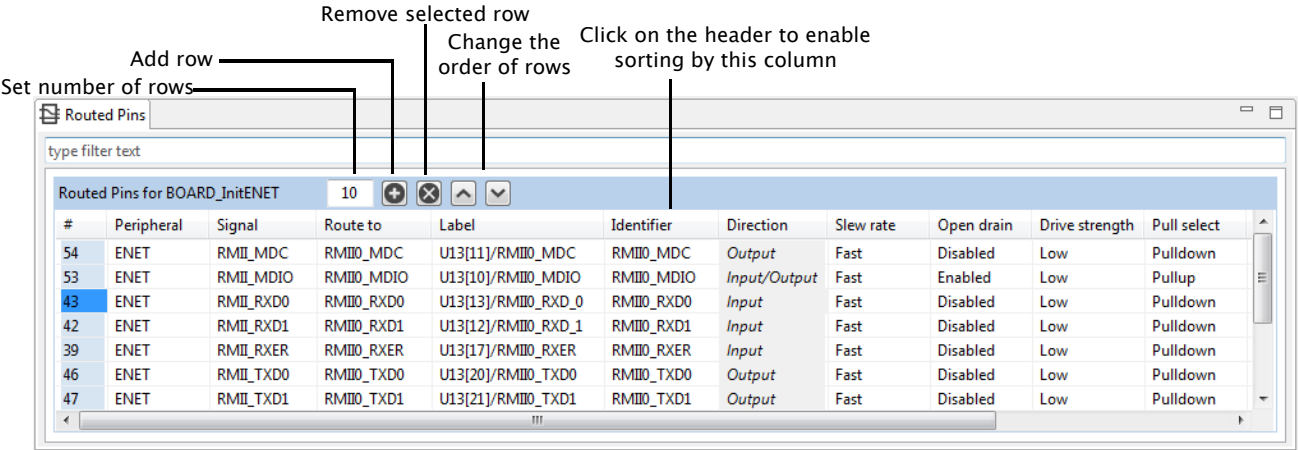 Remove selected row
Change the order of rows
Click on the header to enable sorting by this column
Add row
Set number of rows
Routed Pins
type filter text
Routed Pins for BOARD_InitENET 10
# Peripheral Signal Route to Label Identifier Direction Slew rate Open drain Drive strength Pull select
54 ENET RMII_MDC RMII0_MDC U13[11]/RMII0_MDC RMII0_MDC Output Fast Disabled Low Pulldown
53 ENET RMII_MDIO RMII0_MDIO U13[10]/RMII0_MDIO RMII0_MDIO Input/Output Fast Enabled Low Pullup
43 ENET RMII_RXD0 RMII0_RXD0 U13[13]/RMII0_RXD_0 RMII0_RXD0 Input Fast Disabled Low Pulldown
42 ENET RMII_RXD1 RMII0_RXD1 U13[12]/RMII0_RXD_1 RMII0_RXD1 Input Fast Disabled Low Pulldown
39 ENET RMII_RXER RMII0_RXER U13[17]/RMII0_RXER RMII0_RXER Input Fast Disabled Low Pulldown
46 ENET RMII_TXD0 RMII0_TXD0 U13[20]/RMII0_TXD0 RMII0_TXD0 Output Fast Disabled Low Pulldown
47 ENET RMII_TXD1 RMII0_TXD1 U13[21]/RMII0_TXD1 RMII0_TXD1 Output Fast Disabled Low Pulldown